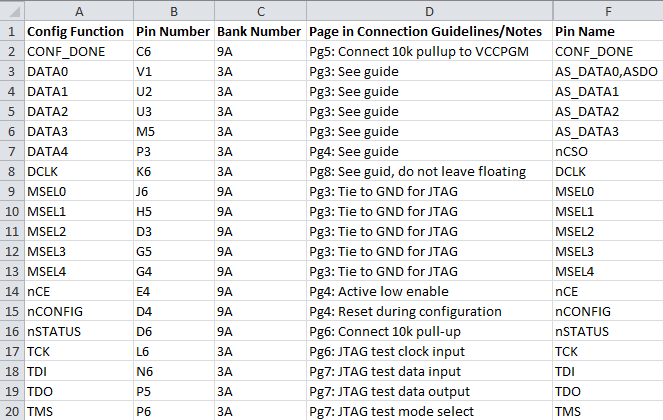 A B C D F
1 Config Function Pin Number Bank Number Page in Connection Guidelines/Notes Pin Name
2 CONF_DONE C6 9A Pg5: Connect 10k pullup to VCCPGM CONF_DONE
3 DATA0 V1 3A Pg3: See guide AS_DATA0,ASDO
4 DATA1 U2 3A Pg3: See guide AS_DATA1
5 DATA2 U3 3A Pg3: See guide AS_DATA2
6 DATA3 M5 3A Pg3: See guide AS_DATA3
7 DATA4 P3 3A Pg4: See guide nCSO
8 DCLK K6 3A Pg8: See guid, do not leave floating DCLK
9 MSEL0 J6 9A Pg3: Tie to GND for JTAG MSEL0
10 MSEL1 H5 9A Pg3: Tie to GND for JTAG MSEL1
11 MSEL2 D3 9A Pg3: Tie to GND for JTAG MSEL2
12 MSEL3 G5 9A Pg3: Tie to GND for JTAG MSEL3
13 MSEL4 G4 9A Pg3: Tie to GND for JTAG MSEL4
14 nCE E4 9A Pg4: Active low enable nCE
15 nCONFIG D4 9A Pg4: Reset during configuration nCONFIG
16 nSTATUS D6 9A Pg6: Connect 10k pull-up nSTATUS
17 TCK L6 3A Pg6: JTAG test clock input TCK
18 TDI N6 3A Pg7: JTAG test data input TDI
19 TDO P5 3A Pg7: JTAG test data output TDO
20 TMS P6 3A Pg7: JTAG test mode select TMS